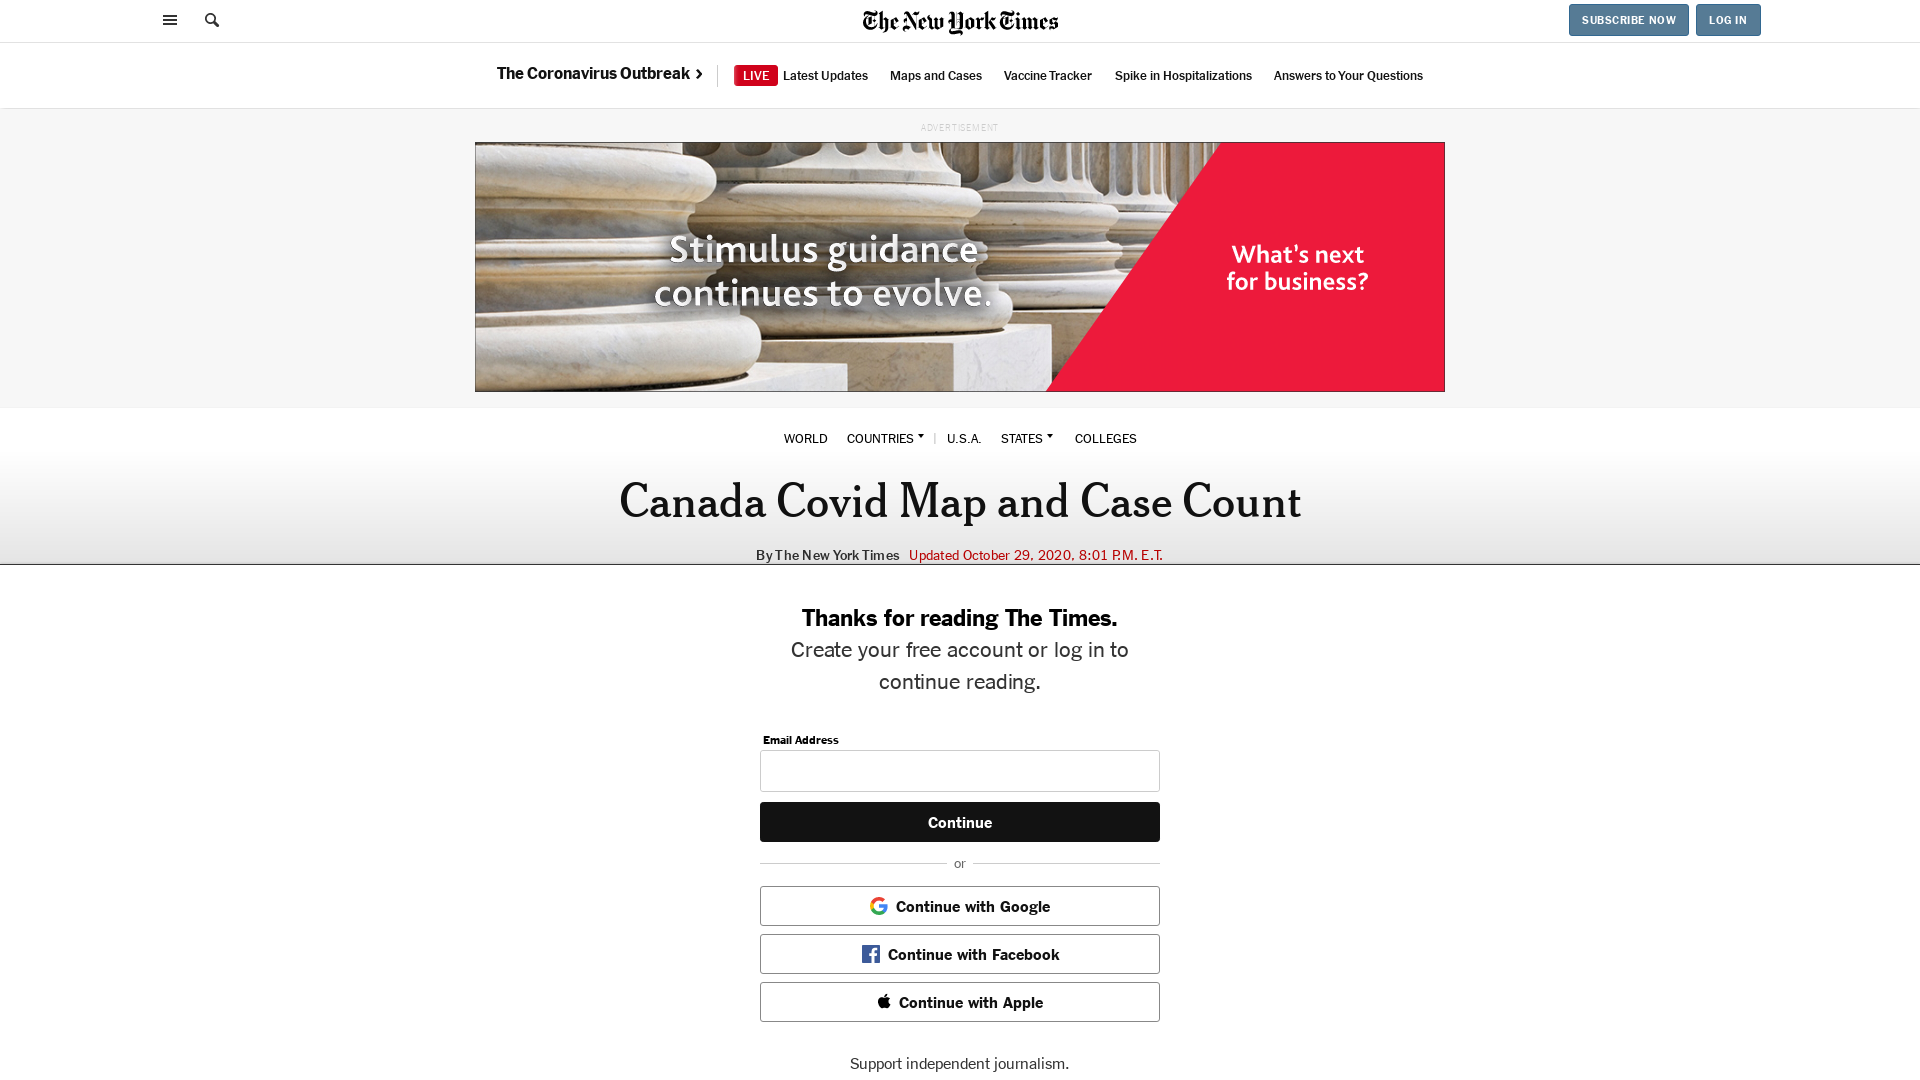 The New York Times
SUBSCRIBE NOW
LOG IN
The Coronavirus Outbreak
LIVE Latest Updates
Maps and Cases
Vaccine Tracker
Spike in Hospitalizations
Answers to Your Questions
ADVERTISEMENT
Stimulus guidance
continues to evolve.
What's next
for business?
WORLD
COUNTRIES
U.S.A.
STATES
COLLEGES
Canada Covid Map and Case Count
By The New York Times Updated October 29, 2020, 8:01 P.M. E.T.
Thanks for reading The Times.
Create your free account or log in to
continue reading.
Email Address
Continue
or
Continue with Google
Continue with Facebook
Continue with Apple
Support independent journalism.